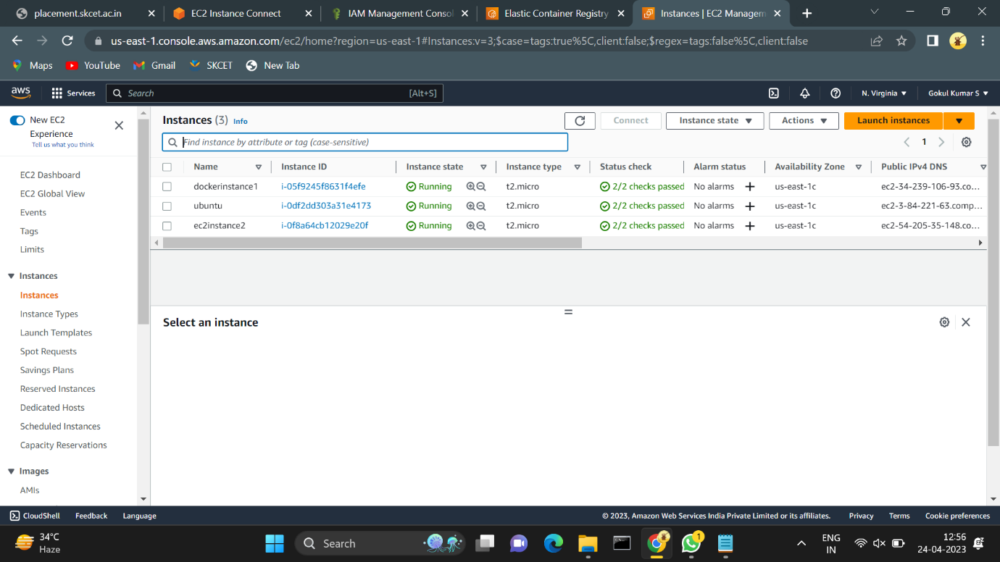 placement.skcet.ac.in
EC2 Instance Connect
IAM Management Consol
Elastic Container Registry
Instances | EC2 Managem
us-east-1.console.aws.amazon.com/ec2/home?region=us-east-1#Instances:v=3;$case=tags:true%5C,client:false;$regex=tags:false%5C,client:false
Maps YouTube Gmail SKCET New Tab
aws Services Search [Alt+S] N. Virginia Gokul Kumar S
New EC2
Experience
Tell us what you think
EC2 Dashboard
EC2 Global View
Events
Tags
Limits
Instances
Instances
Instance Types
Launch Templates
Spot Requests
Savings Plans
Reserved Instances
Dedicated Hosts
Scheduled Instances
Capacity Reservations
Images
AMIs
Instances (3) Info
Connect Instance state Actions Launch instances
Find instance by attribute or tag (case-sensitive)
1
Name Instance ID Instance state Instance type Status check Alarm status Availability Zone Public IPv4 DNS
dockerinstance1 i-05f9245f8631f4efe Running t2.micro 2/2 checks passed No alarms us-east-1c ec2-34-239-106-93.co...
ubuntu i-0df2dd303a31e4173 Running t2.micro 2/2 checks passed No alarms us-east-1c ec2-3-84-221-63.comp...
ec2instance2 i-0f8a64cb12029e20f Running t2.micro 2/2 checks passed No alarms us-east-1c ec2-54-205-35-148.co...
Select an instance
CloudShell Feedback Language © 2023, Amazon Web Services India Private Limited or its affiliates. Privacy Terms Cookie preferences
34°C
Haze
Search
1
ENG
IN
12:56
24-04-2023